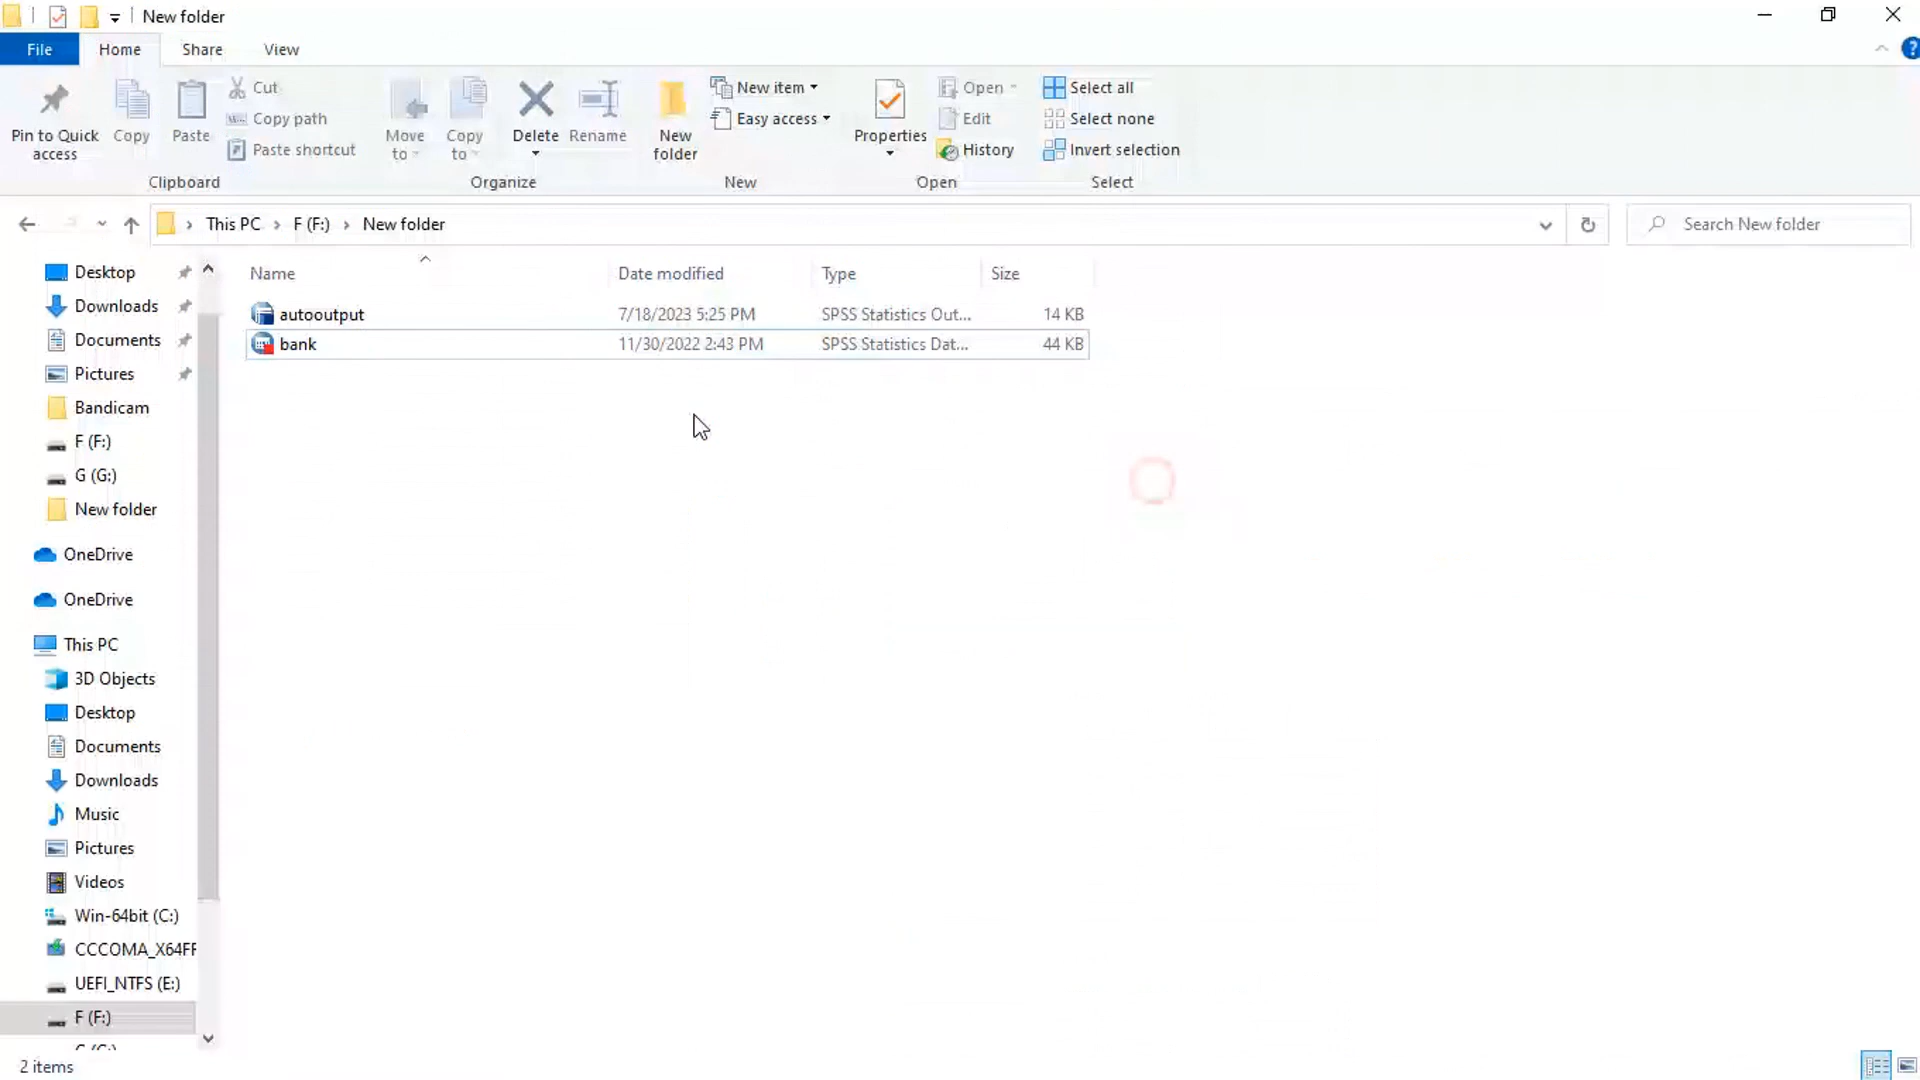 New folder
File Home Share View
Pin to Quick access
Copy
Paste
Cut
Copy path
Paste shortcut
Move to
Copy to
Delete
Rename
New folder
New item
Easy access
Properties
Open
Edit
History
Select all
Select none
Invert selection
Clipboard Organize New Open Select
This PC F (F:) New folder
Search New folder
Name Date modified Type Size
autooutput 7/18/2023 5:25 PM SPSS Statistics Out... 14 KB
bank 11/30/2022 2:43 PM SPSS Statistics Dat... 44 KB
Desktop
Downloads
Documents
Pictures
Bandicam
F (F:)
G (G:)
New folder
OneDrive
OneDrive
This PC
3D Objects
Desktop
Documents
Downloads
Music
Pictures
Videos
Win-64bit (C:)
CCCOMA_X64FF
UEFI_NTFS (E:)
F (F:)
2 items